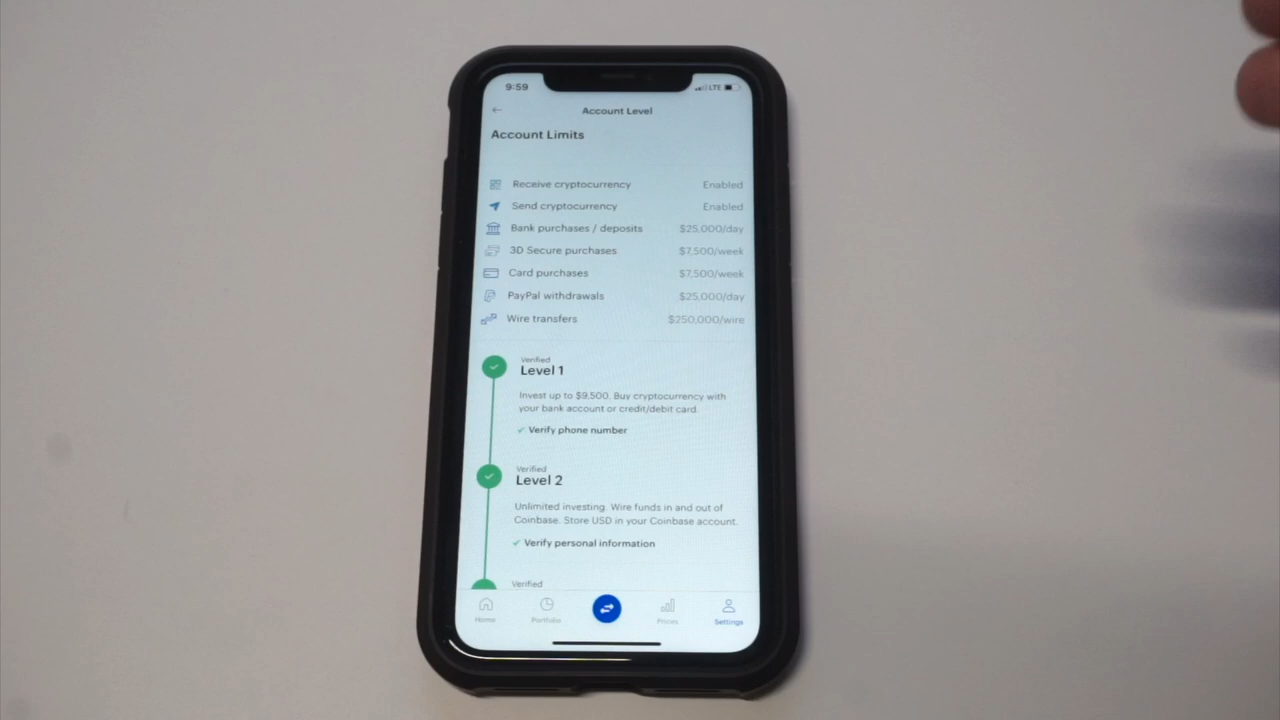 9:59 LTE
Account Level
Account Limits
Receive cryptocurrency Enabled
Send cryptocurrency Enabled
Bank purchases / deposits $25,000/day
3D Secure purchases $7,500/week
Card purchases $7,500/week
PayPal withdrawals $25,000/day
Wire transfers $250,000/wire
Verified
Level 1
Invest up to $9,500. Buy cryptocurrency with
your bank account or credit/debit card.
✓ Verify phone number
Verified
Level 2
Unlimited investing. Wire funds in and out of
Coinbase. Store USD in your Coinbase account.
✓ Verify personal information
Verified
Home Portfolio Prices Settings